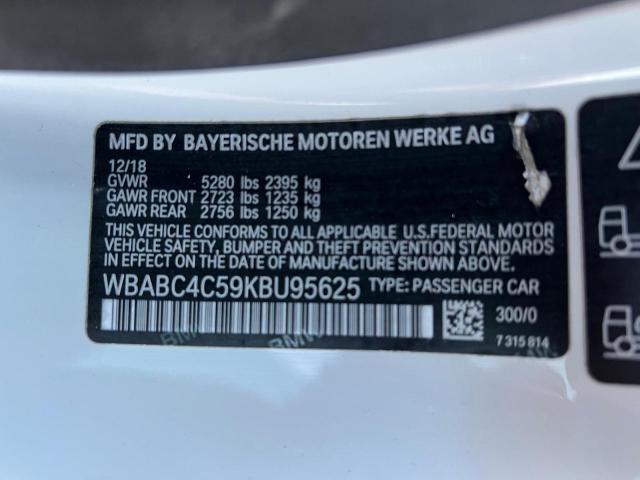 MFD BY BAYERISCHE MOTOREN WERKE AG
12/18
GVWR 5280 lbs 2395 kg
GAWR FRONT 2723 lbs 1235 kg
GAWR REAR 2756 lbs 1250 kg
THIS VEHICLE CONFORMS TO ALL APPLICABLE U.S.FEDERAL MOTOR
VEHICLE SAFETY, BUMPER AND THEFT PREVENTION STANDARDS
IN EFFECT ON THE DATE OF MANUFACTURE SHOWN ABOVE.
WBABC4C59KBU95625 TYPE: PASSENGER CAR
300/0
7 315 814
BMW